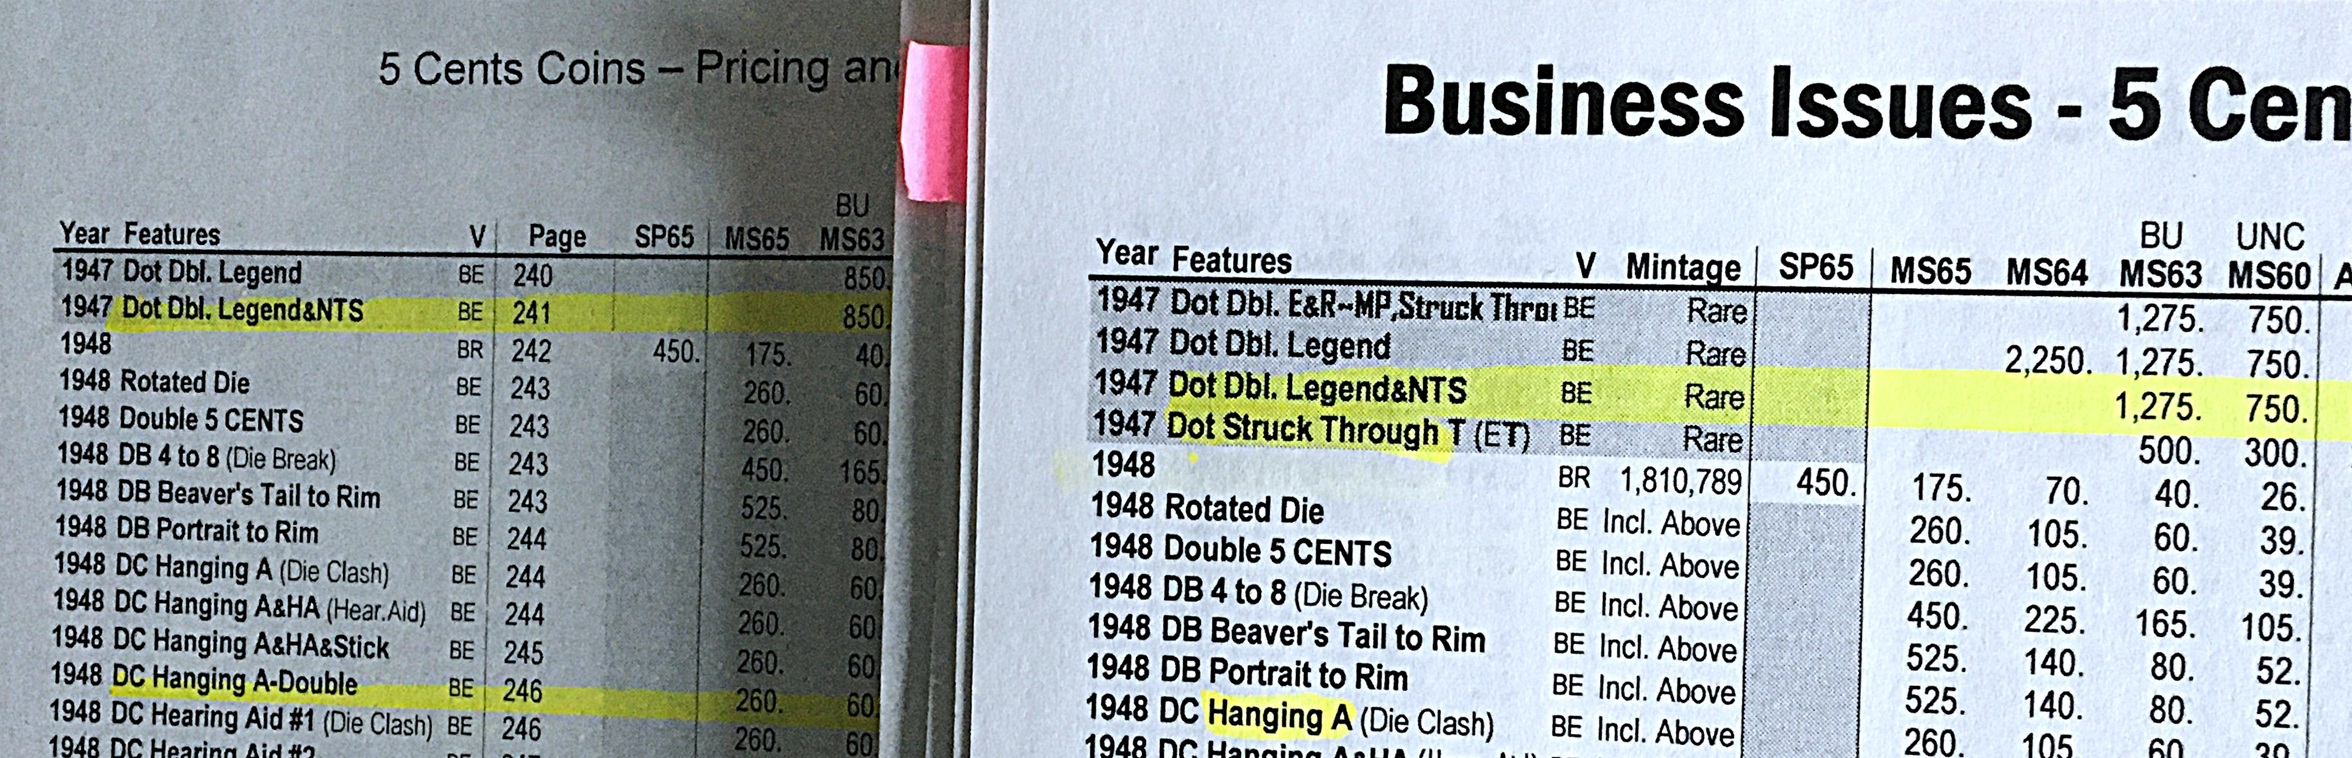 5 Cents Coins – Pricing an
BU
Year Features V Page SP65 MS65 MS63
1947 Dot Dbl. Legend BE 240 850.
1947 Dot Dbl. Legend&NTS BE 241 850
1948 BR 242 450. 175. 40
1948 Rotated Die BE 243 260. 60
1948 Double 5 CENTS BE 243 260. 60
1948 DB 4 to 8 (Die Break) BE 243 450. 165
1948 DB Beaver's Tail to Rim BE 243 525. 80
1948 DB Portrait to Rim BE 244 525. 80
1948 DC Hanging A (Die Clash) BE 244 260. 60
1948 DC Hanging A&HA (Hear.Aid) BE 244 260. 60
1948 DC Hanging A&HA&Stick BE 245 260. 60
1948 DC Hanging A-Double BE 246 260. 60
1948 DC Hearing Aid #1 (Die Clash) BE 246 260. 60
1948 DC Hearing Aid #2
Business Issues - 5 Cen
BU UNC
Year Features V Mintage SP65 MS65 MS64 MS63 MS60 A
1947 Dot Dbl. E&R~MP,Struck Throu BE Rare 1,275. 750.
1947 Dot Dbl. Legend BE Rare 2,250. 1,275. 750.
1947 Dot Dbl. Legend&NTS BE Rare 1,275. 750.
1947 Dot Struck Through T (ET) BE Rare 500. 300.
1948 BR 1,810,789 450. 175. 70. 40. 26.
1948 Rotated Die BE Incl. Above 260. 105. 60. 39.
1948 Double 5 CENTS BE Incl. Above 260. 105. 60. 39.
1948 DB 4 to 8 (Die Break) BE Incl. Above 450. 225. 165. 105.
1948 DB Beaver's Tail to Rim BE Incl. Above 525. 140. 80. 52.
1948 DB Portrait to Rim BE Incl. Above 525. 140. 80. 52.
1948 DC Hanging A (Die Clash) BE Incl. Above 260. 105 60 39
1948 DC Hanging A&HA